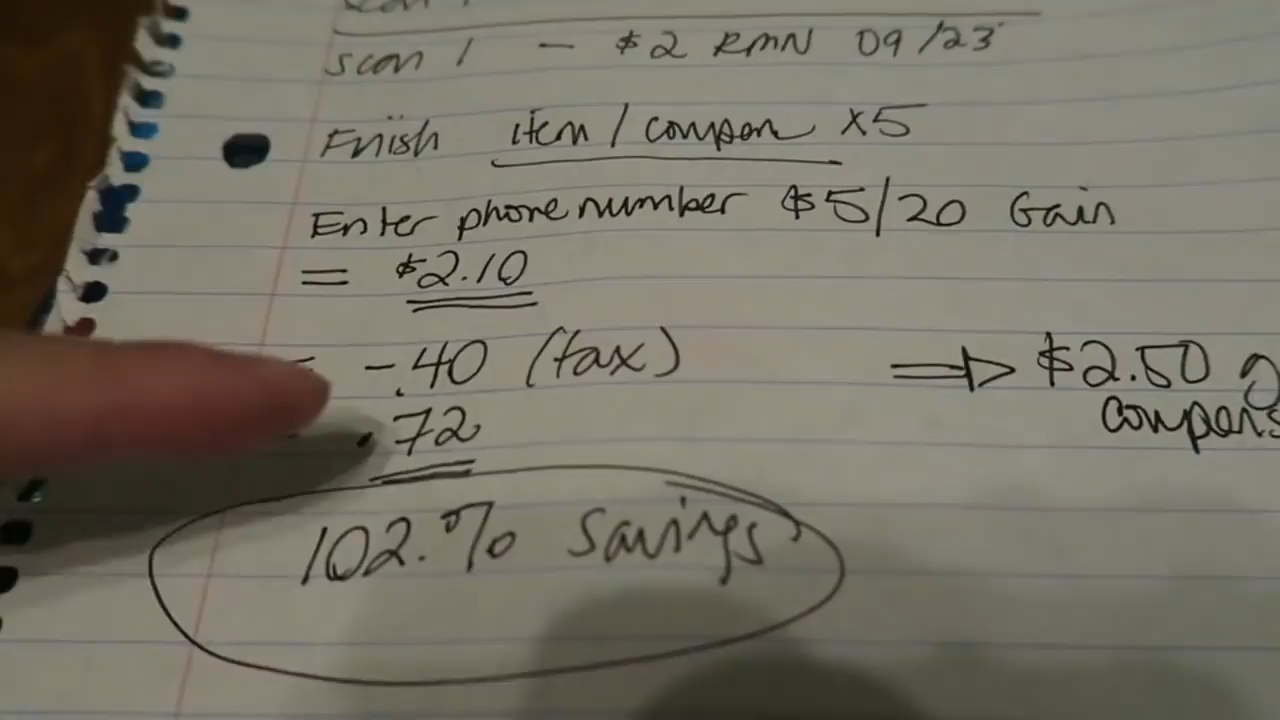 scan 1 - $2 RMN 09/23
Fniish item / coupon x5
Enter phone number $5/20 Gain
= $2.10
= -.40 (tax) ⇒ $2.50
.72 coupons
102.% savings